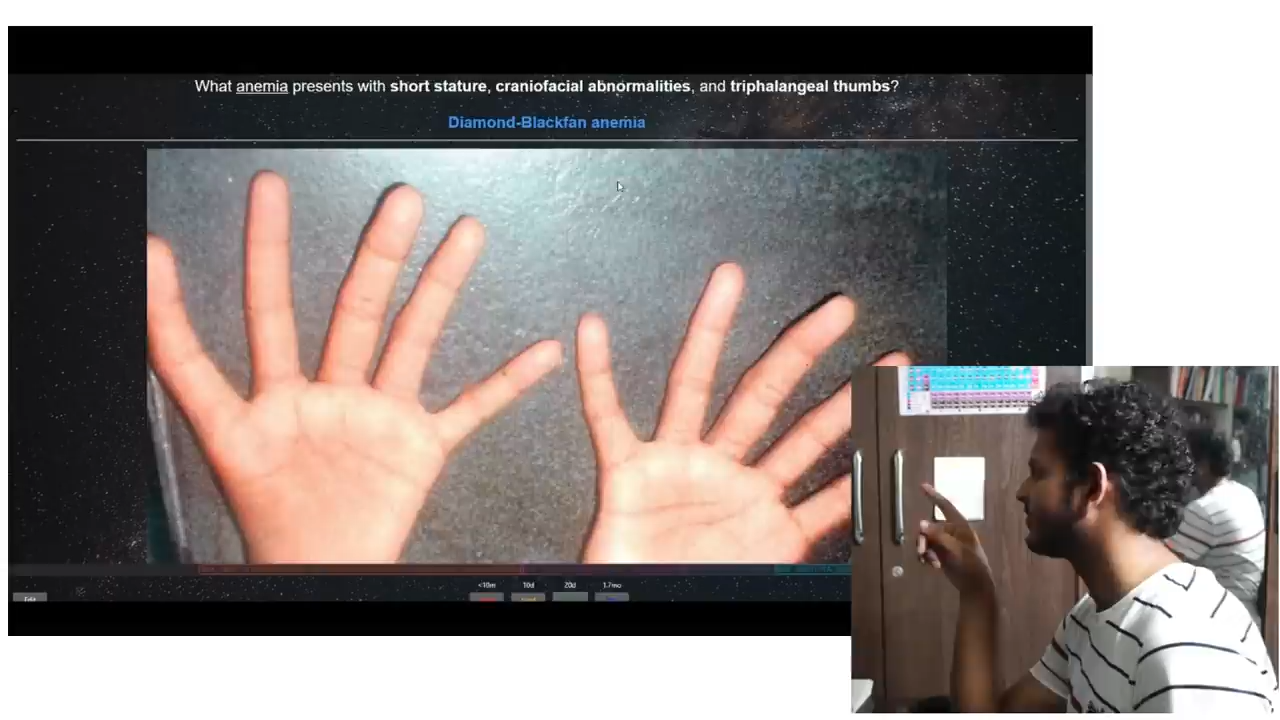 What anemia presents with short stature, craniofacial abnormalities, and triphalangeal thumbs?
Diamond-Blackfan anemia
<10m 10d 20d 1.7mo
Edit